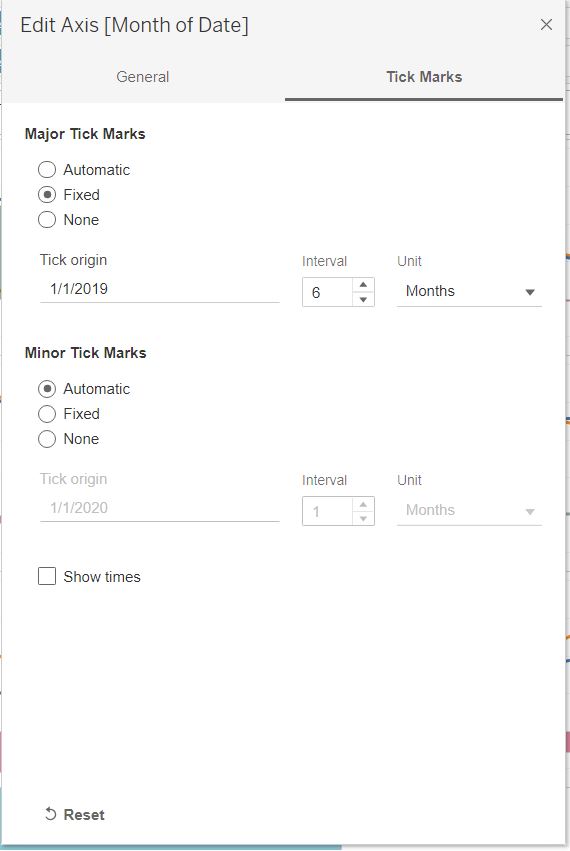 Edit Axis [Month of Date]
General Tick Marks
Major Tick Marks
Automatic
Fixed
None
Tick origin Interval Unit
1/1/2019 6 Months
Minor Tick Marks
Automatic
Fixed
None
Tick origin Interval Unit
1/1/2020 1 Months
Show times
Reset